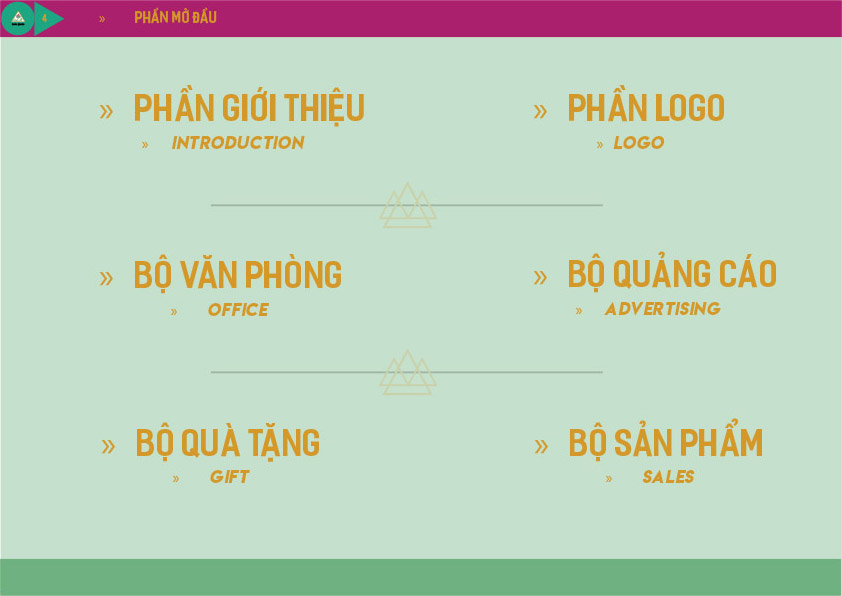 4 » PHẦN MỞ ĐẦU
» PHẦN GIỚI THIỆU
» INTRODUCTION
» PHẦN LOGO
» LOGO
» BỘ VĂN PHÒNG
» OFFICE
» BỘ QUẢNG CÁO
» ADVERTISING
» BỘ QUÀ TẶNG
» GIFT
» BỘ SẢN PHẨM
» SALES